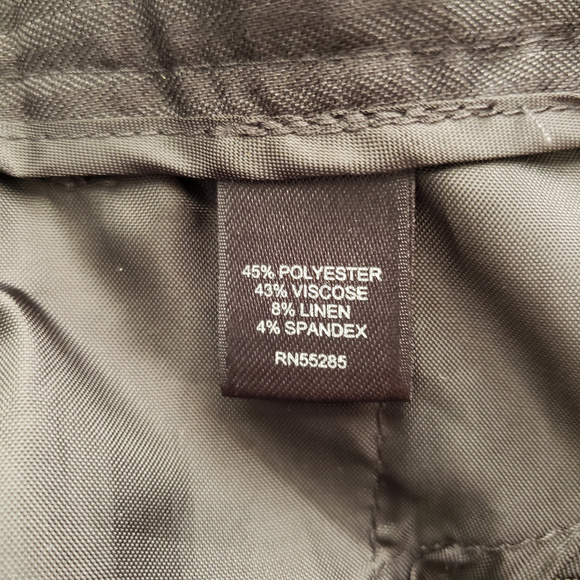 45% POLYESTER
43% VISCOSE
8% LINEN
4% SPANDEX
RN55285